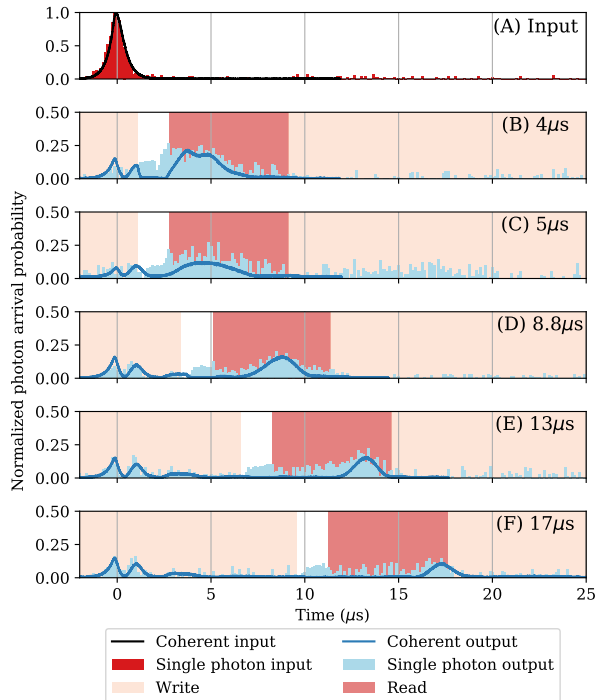 1.0
0.5
0.0
(A) Input
0.50
0.25
0.00
(B) 4μs
0.50
0.25
0.00
(C) 5μs
0.50
0.25
0.00
(D) 8.8μs
0.50
0.25
0.00
(E) 13μs
0.50
0.25
0.00
(F) 17μs
Normalized photon arrival probability
0 5 10 15 20 25
Time (μs)
Coherent input
Single photon input
Write
Coherent output
Single photon output
Read